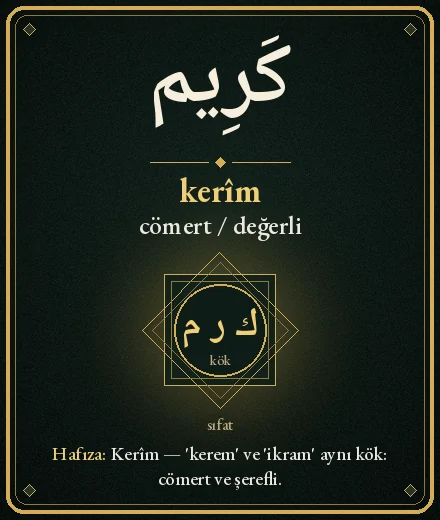 كَرِيم
kerîm
cömert / değerli
ك ر م
kök
sıfat
Hafıza: Kerîm — 'kerem' ve 'ikram' aynı kök:
cömert ve şerefli.